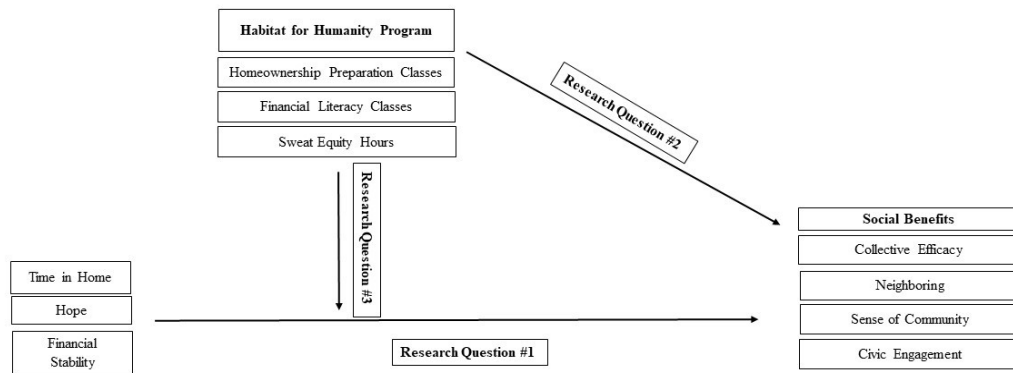 Habitat for Humanity Program
Homeownership Preparation Classes
Financial Literacy Classes
Sweat Equity Hours
Research Question #2
Research Question #3
Social Benefits
Collective Efficacy
Neighboring
Sense of Community
Civic Engagement
Time in Home
Hope
Financial
Stability
Research Question #1